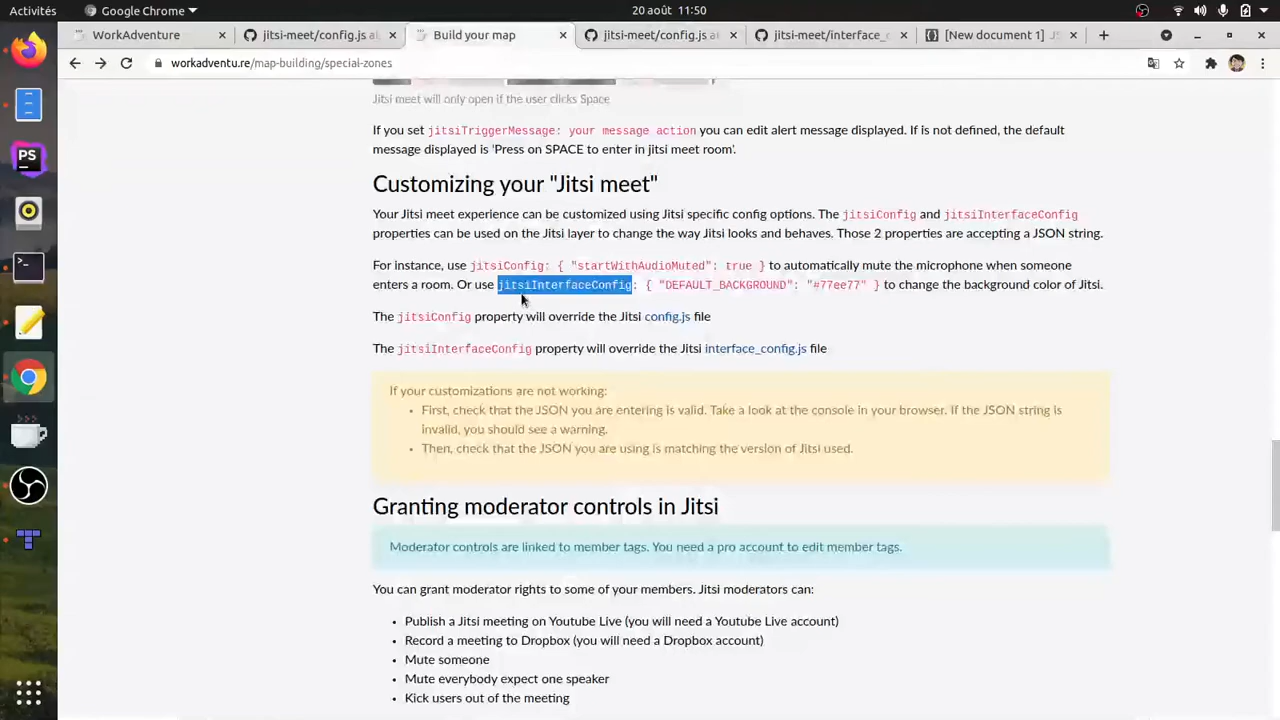 Activités
Google Chrome
20 août 11:50
WorkAdventure
jitsi-meet/config.js a
Build your map
jitsi-meet/config.js a
jitsi-meet/interface_c
[New document 1] JS
workadventu.re/map-building/special-zones
Jitsi meet will only open if the user clicks Space
If you set jitsiTriggerMessage: your message action you can edit alert message displayed. If is not defined, the default
message displayed is 'Press on SPACE to enter in jitsi meet room'.
Customizing your "Jitsi meet"
Your Jitsi meet experience can be customized using Jitsi specific config options. The jitsiConfig and jitsiInterfaceConfig
properties can be used on the Jitsi layer to change the way Jitsi looks and behaves. Those 2 properties are accepting a JSON string.
For instance, use jitsiConfig: { "startWithAudioMuted": true } to automatically mute the microphone when someone
enters a room. Or use jitsiInterfaceConfig: { "DEFAULT_BACKGROUND": "#77ee77" } to change the background color of Jitsi.
The jitsiConfig property will override the Jitsi config.js file
The jitsiInterfaceConfig property will override the Jitsi interface_config.js file
If your customizations are not working:
• First, check that the JSON you are entering is valid. Take a look at the console in your browser. If the JSON string is
invalid, you should see a warning.
• Then, check that the JSON you are using is matching the version of Jitsi used.
Granting moderator controls in Jitsi
Moderator controls are linked to member tags. You need a pro account to edit member tags.
You can grant moderator rights to some of your members. Jitsi moderators can:
• Publish a Jitsi meeting on Youtube Live (you will need a Youtube Live account)
• Record a meeting to Dropbox (you will need a Dropbox account)
• Mute someone
• Mute everybody expect one speaker
• Kick users out of the meeting
PS